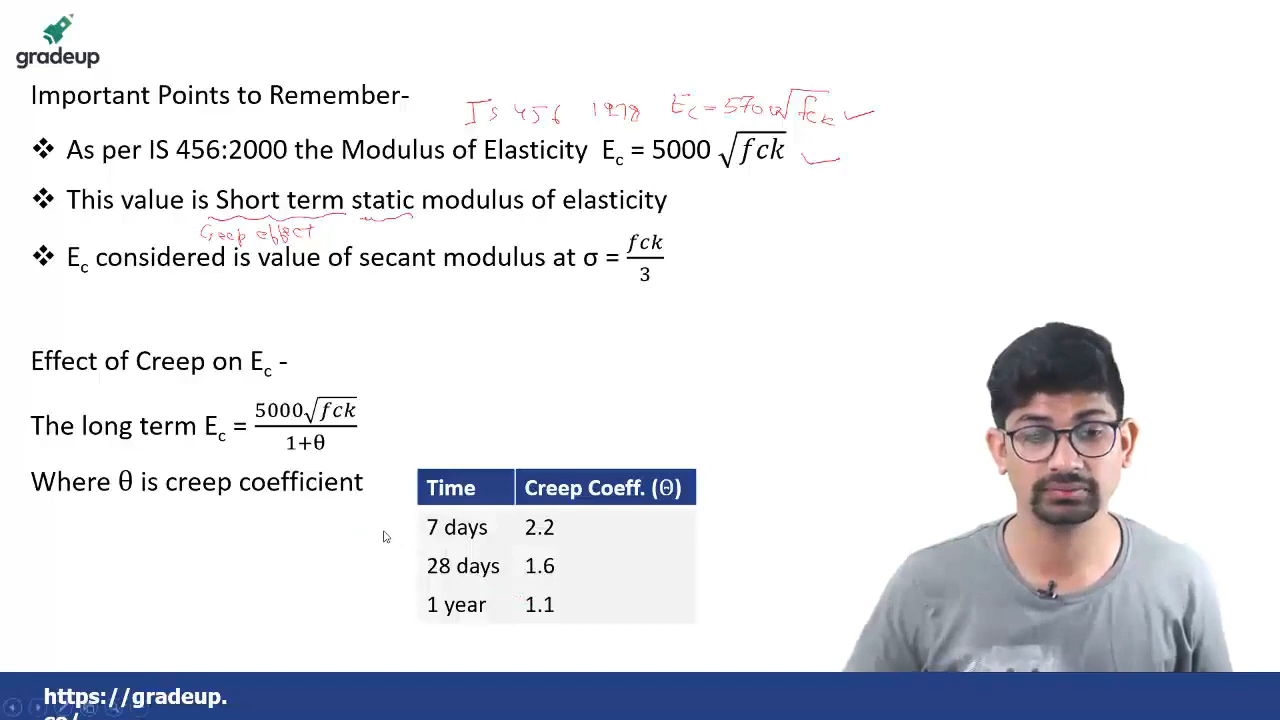 gradeup
Important Points to Remember-
Is 456 1978 Ec = 5700√fck
❖ As per IS 456:2000 the Modulus of Elasticity Ec = 5000 √fck
❖ This value is Short term static modulus of elasticity
Creep effect
❖ Ec considered is value of secant modulus at σ = fck/3
Effect of Creep on Ec -
The long term Ec = 5000√fck/1+θ
Where θ is creep coefficient
Time Creep Coeff. (Θ)
7 days 2.2
28 days 1.6
1 year 1.1
https://gradeup.
co/